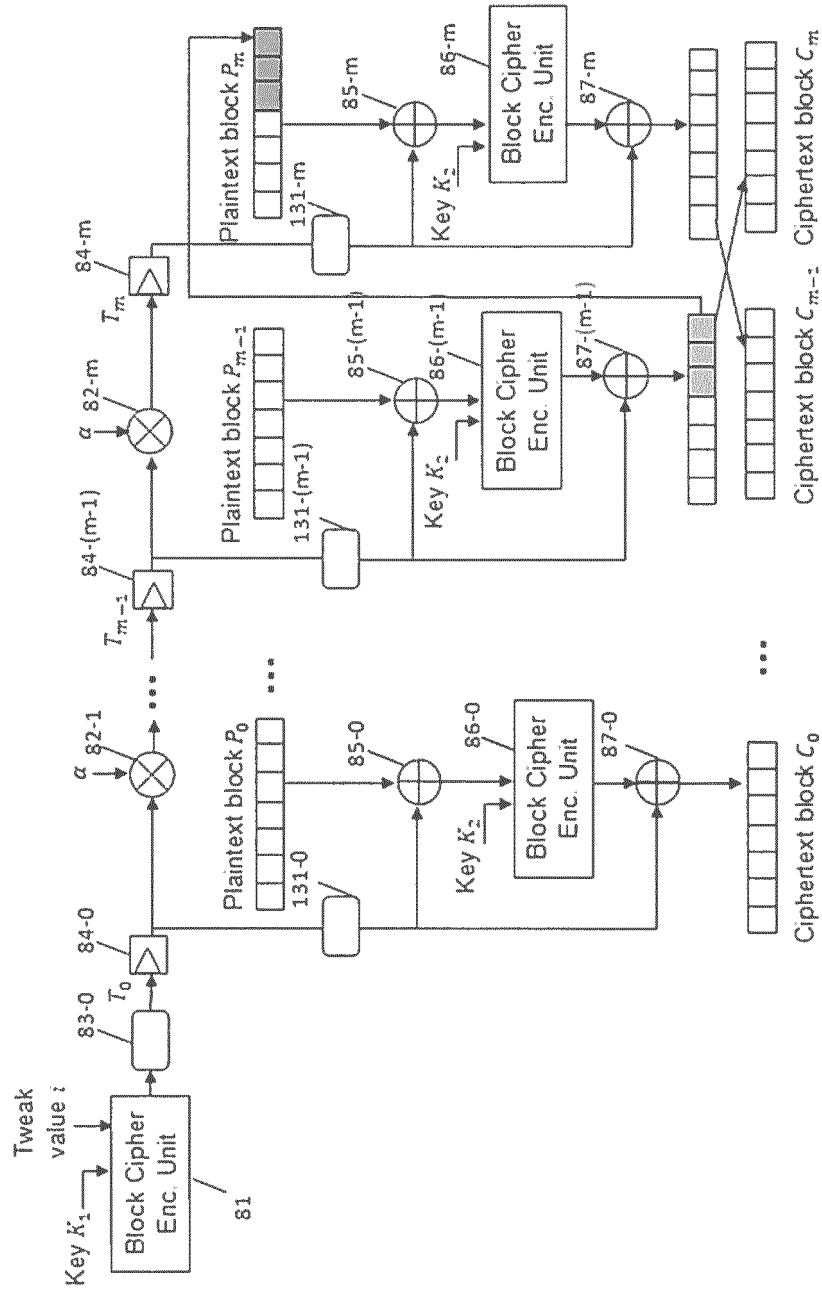 Tweak
value i
Key K₁
Block Cipher
Enc. Unit
81
83-0
T₀
84-0
α
82-1
...
Tₘ₋₁
84-(m-1)
α
82-m
Tₘ
84-m
Plaintext block P₀
131-0
85-0
Key K₂
Block Cipher
Enc. Unit
86-0
87-0
Ciphertext block C₀
...
...
Plaintext block Pₘ₋₁
131-(m-1)
85-(m-1)
Key K₂
Block Cipher
Enc. Unit
86-(m-1)
87-(m-1)
Ciphertext block Cₘ₋₁
Plaintext block Pₘ
131-m
85-m
Key K₂
Block Cipher
Enc. Unit
86-m
87-m
Ciphertext block Cₘ